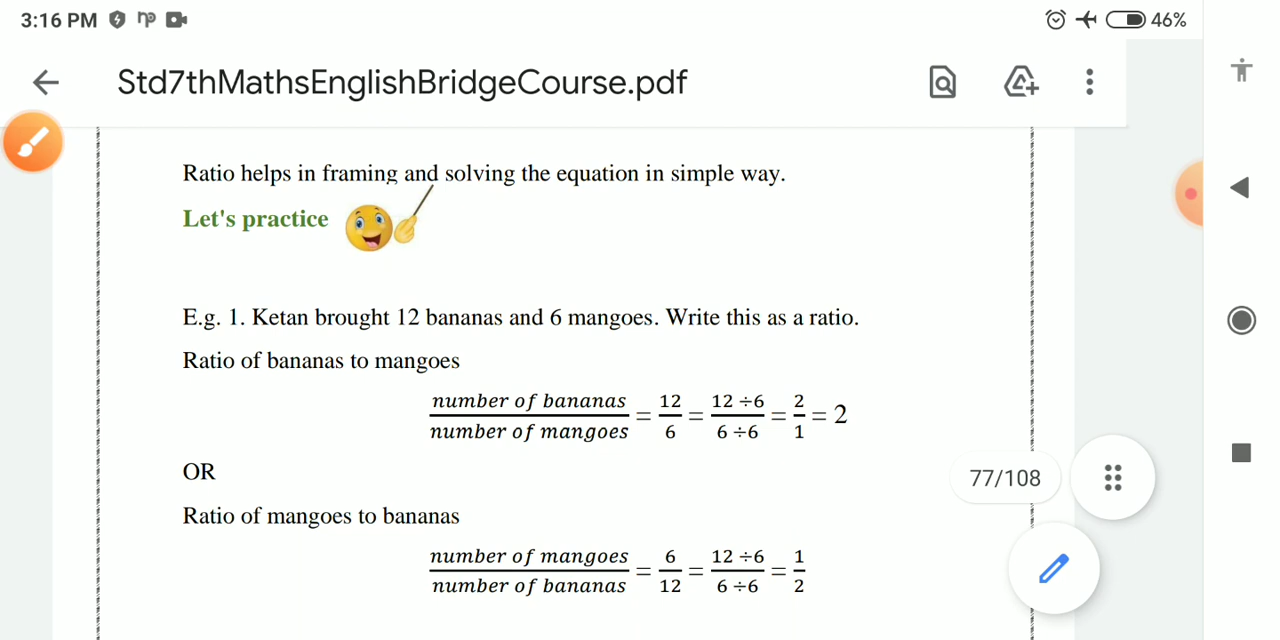 3:16 PM
46%
Std7thMathsEnglishBridgeCourse.pdf
Ratio helps in framing and solving the equation in simple way.
Let's practice
E.g. 1. Ketan brought 12 bananas and 6 mangoes. Write this as a ratio.
Ratio of bananas to mangoes
number of bananas / number of mangoes = 12/6 = 12 ÷6 / 6 ÷6 = 2/1 = 2
OR
77/108
Ratio of mangoes to bananas
number of mangoes / number of bananas = 6/12 = 12 ÷6 / 6 ÷6 = 1/2